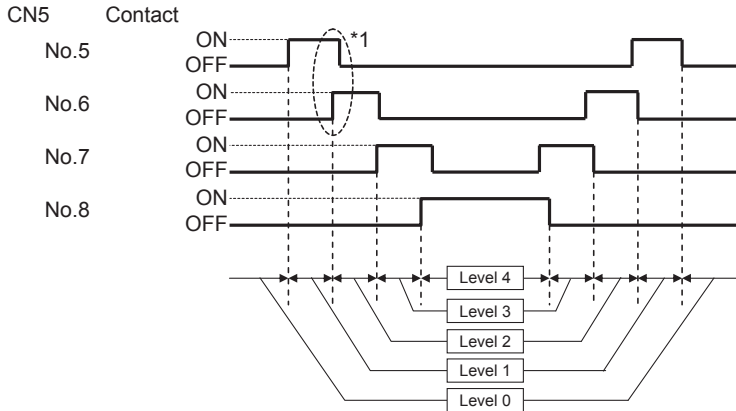 CN5 Contact
No.5 ON *1
OFF
No.6 ON
OFF
No.7 ON
OFF
No.8 ON
OFF
Level 4
Level 3
Level 2
Level 1
Level 0